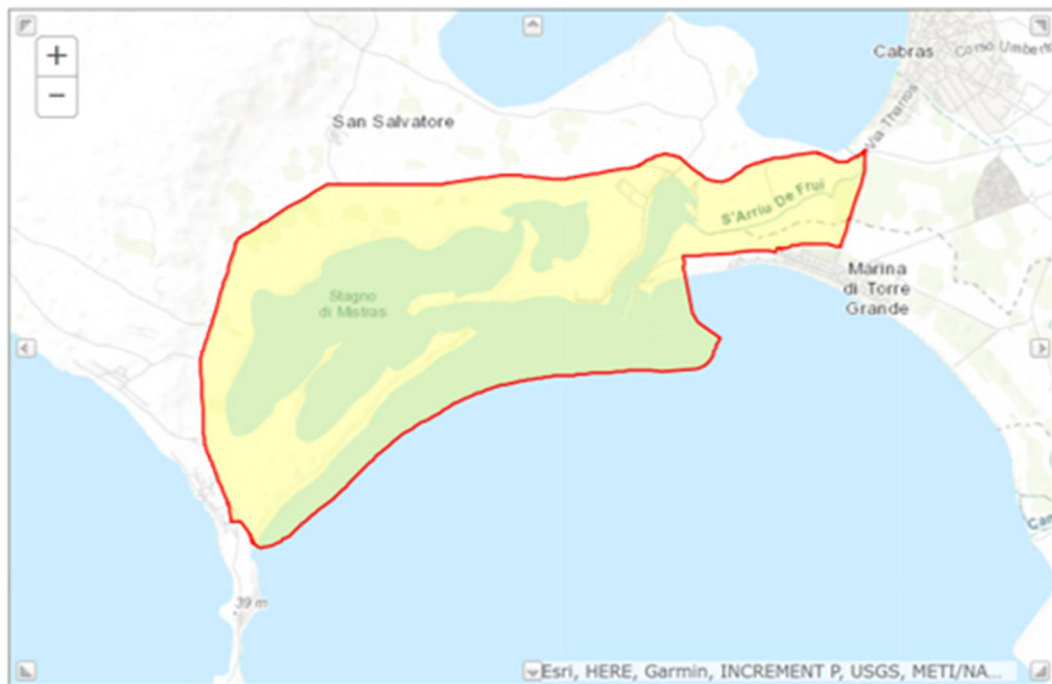 +
−
Cabras
Corso Umberto
San Salvatore
Via Tharros
S'Arriu De Frui
Stagno
di Mistras
Marina
di Torre
Grande
39 m
Esri, HERE, Garmin, INCREMENT P, USGS, METI/NA...